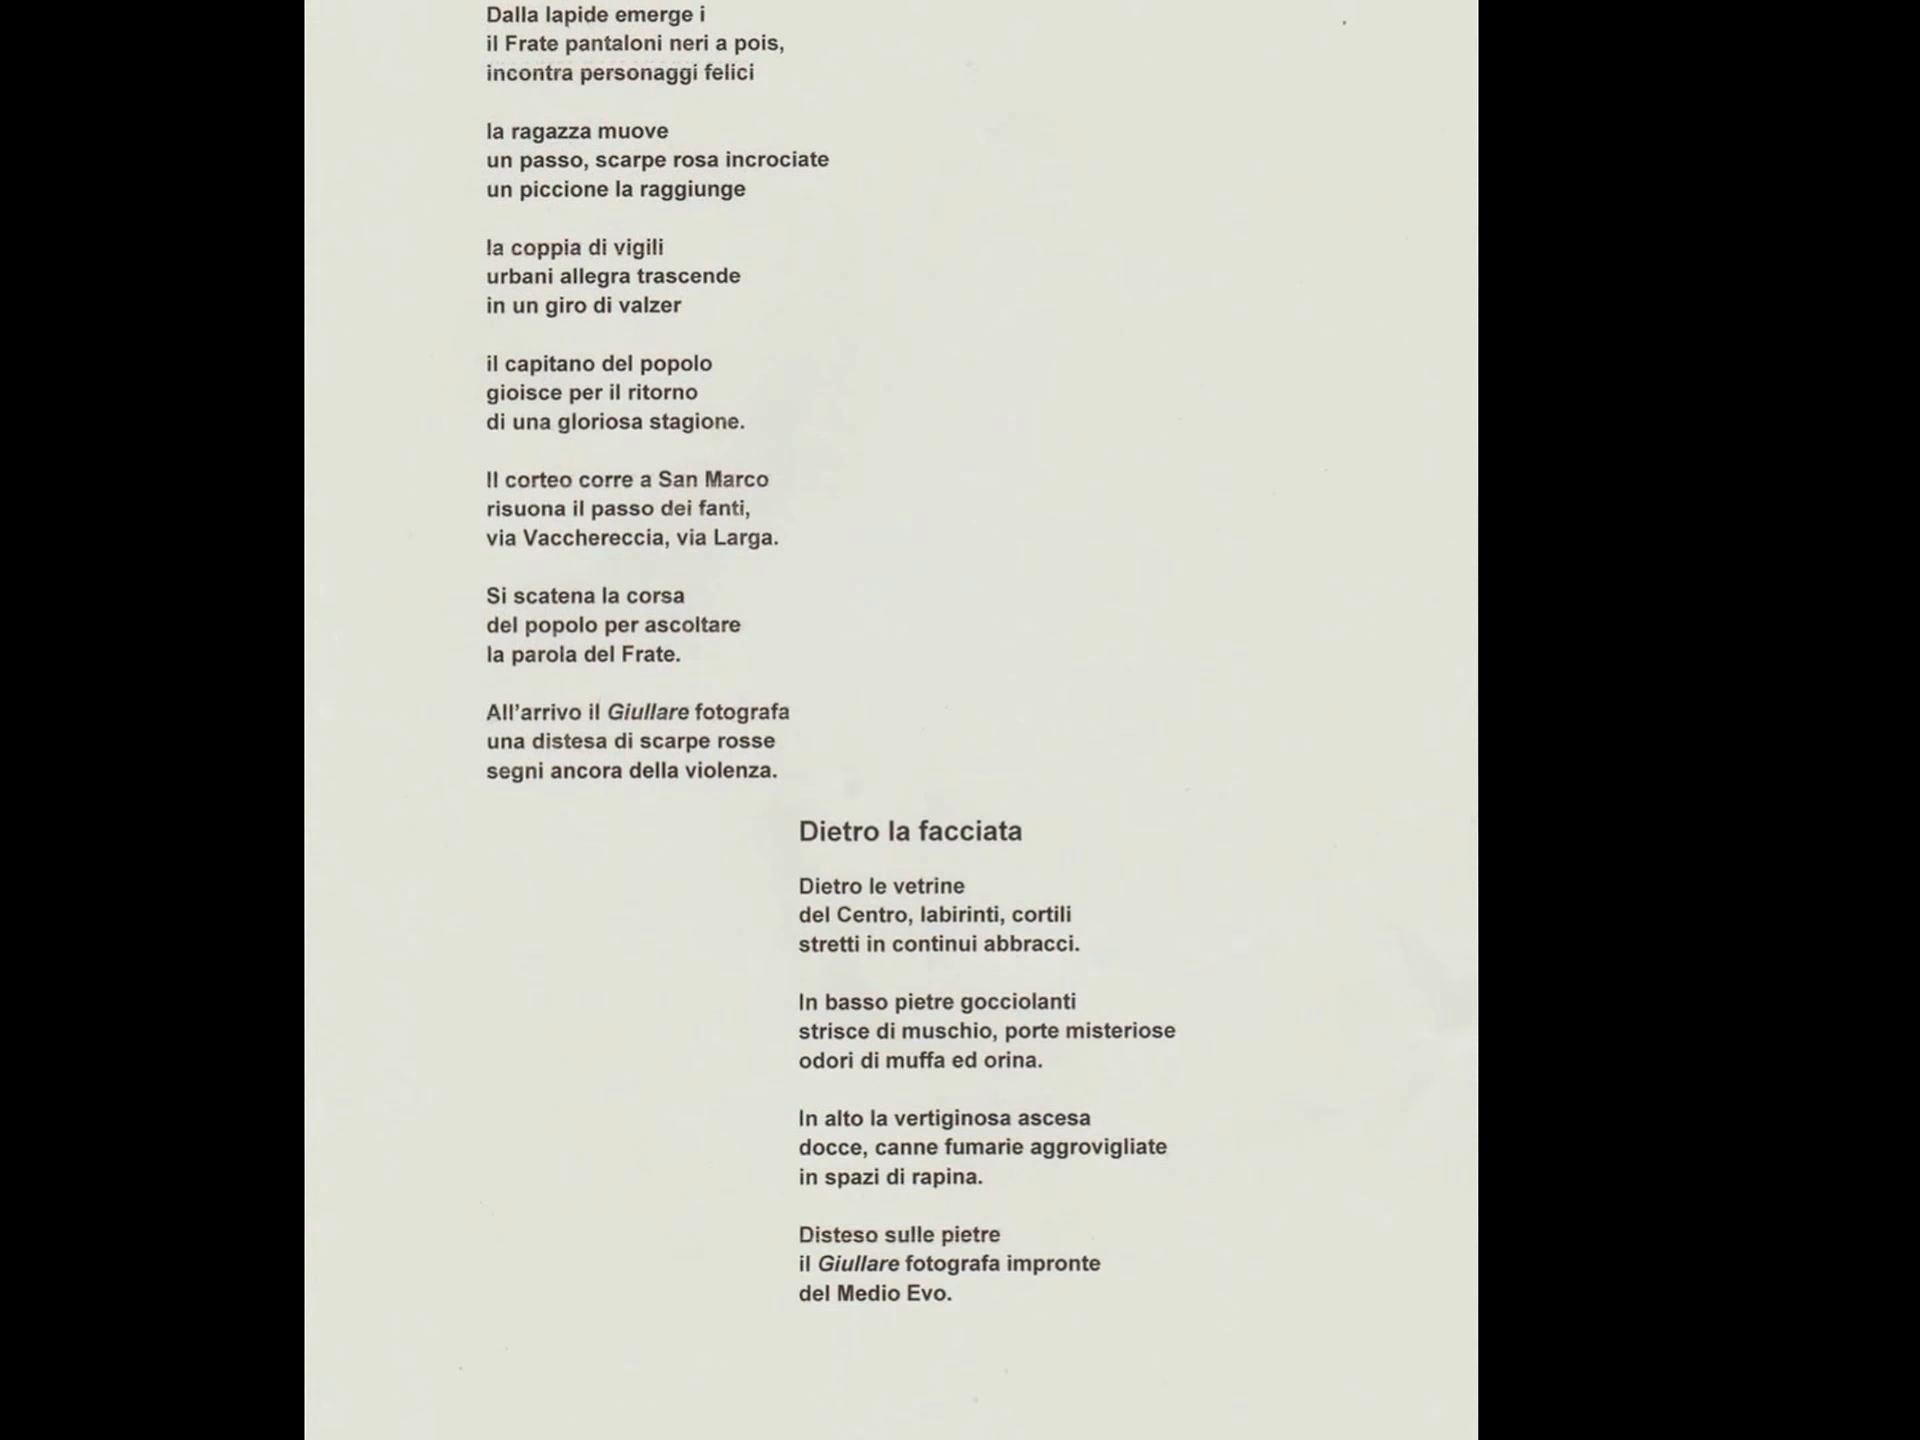 Dalla lapide emerge i
il Frate pantaloni neri a pois,
incontra personaggi felici
la ragazza muove
un passo, scarpe rosa incrociate
un piccione la raggiunge
la coppia di vigili
urbani allegra trascende
in un giro di valzer
il capitano del popolo
gioisce per il ritorno
di una gloriosa stagione.
Il corteo corre a San Marco
risuona il passo dei fanti,
via Vacchereccia, via Larga.
Si scatena la corsa
del popolo per ascoltare
la parola del Frate.
All’arrivo il Giullare fotografa
una distesa di scarpe rosse
segni ancora della violenza.
Dietro la facciata
Dietro le vetrine
del Centro, labirinti, cortili
stretti in continui abbracci.
In basso pietre gocciolanti
strisce di muschio, porte misteriose
odori di muffa ed orina.
In alto la vertiginosa ascesa
docce, canne fumarie aggrovigliate
in spazi di rapina.
Disteso sulle pietre
il Giullare fotografa impronte
del Medio Evo.